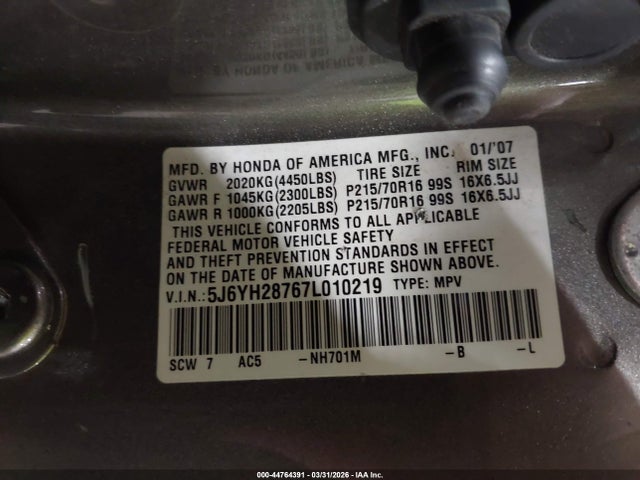 MFD. BY HONDA OF AMERICA MFG., INC. 01/'07
GVWR 2020KG(4450LBS) TIRE SIZE RIM SIZE
GAWR F 1045KG(2300LBS) P215/70R16 99S 16X6.5JJ
GAWR R 1000KG(2205LBS) P215/70R16 99S 16X6.5JJ
THIS VEHICLE CONFORMS TO ALL APPLICABLE
FEDERAL MOTOR VEHICLE SAFETY
AND THEFT PREVENTION STANDARDS IN EFFECT
ON THE DATE OF MANUFACTURE SHOWN ABOVE.
V.I.N.:5J6YH28767L010219 TYPE: MPV
SCW 7 AC5 -NH701M -B -L
000-44764391 - 03/31/2026 - IAA Inc.